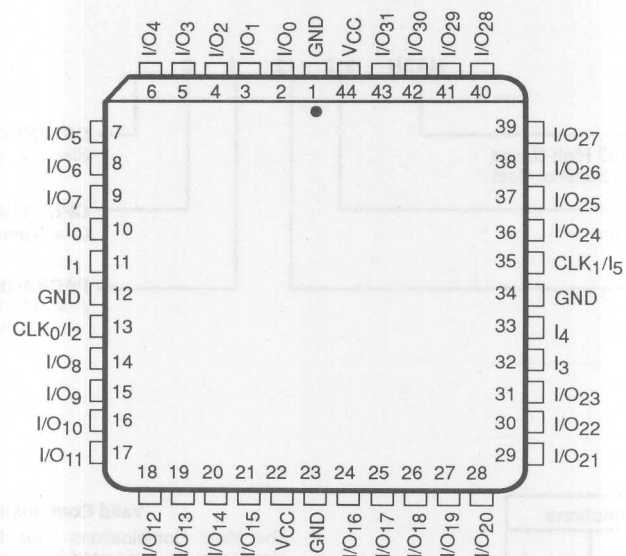 I/O4 I/O3 I/O2 I/O1 I/O0 GND VCC I/O31 I/O30 I/O29 I/O28
6 5 4 3 2 1 44 43 42 41 40
I/O5 7 39 I/O27
I/O6 8 38 I/O26
I/O7 9 37 I/O25
I0 10 36 I/O24
I1 11 35 CLK1/I5
GND 12 34 GND
CLK0/I2 13 33 I4
I/O8 14 32 I3
I/O9 15 31 I/O23
I/O10 16 30 I/O22
I/O11 17 29 I/O21
18 19 20 21 22 23 24 25 26 27 28
I/O12 I/O13 I/O14 I/O15 VCC GND I/O16 I/O17 I/O18 I/O19 I/O20